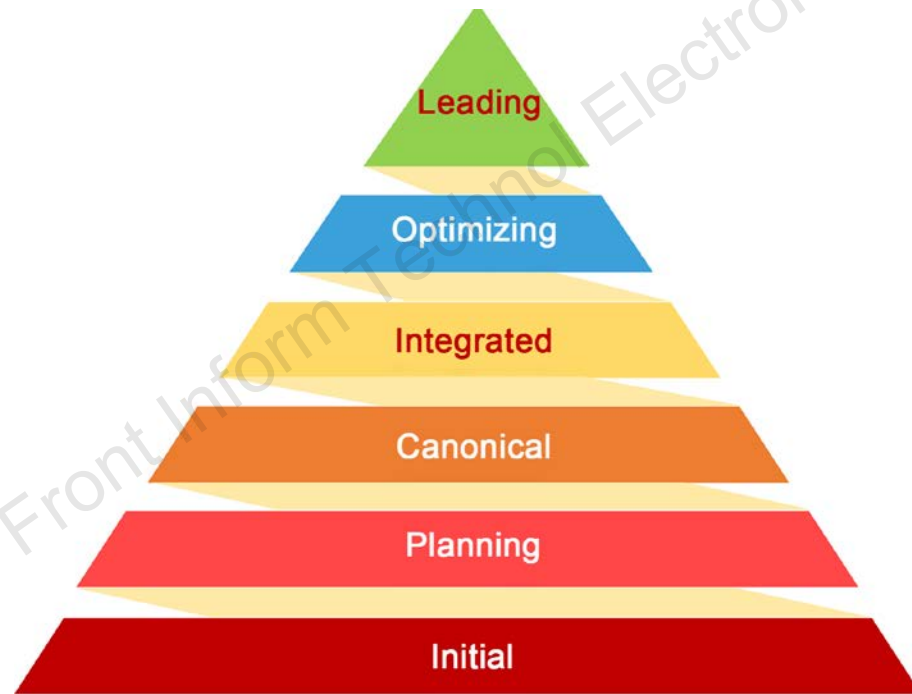 Leading
Optimizing
Integrated
Canonical
Planning
Initial
Front Inform Technol Electron